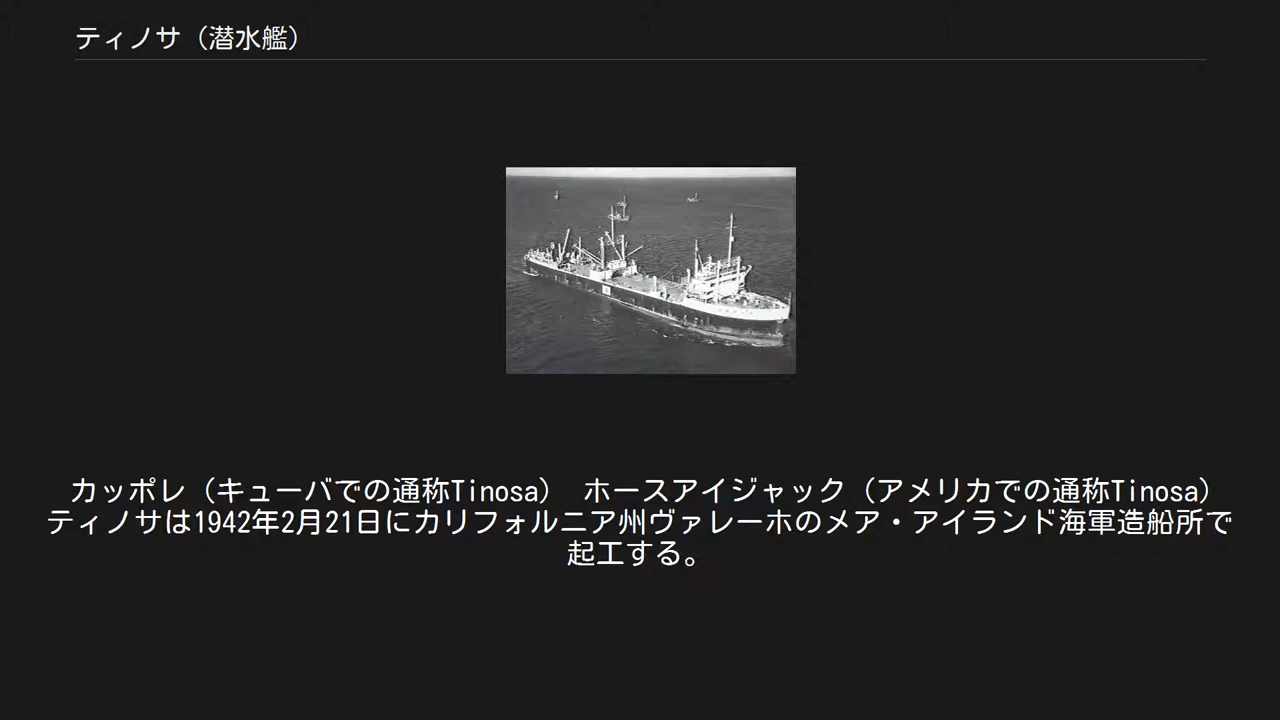 ティノサ（潜水艦）
カッポレ（キューバでの通称Tinosa）　ホースアイジャック（アメリカでの通称Tinosa）
ティノサは1942年2月21日にカリフォルニア州ヴァレーホのメア・アイランド海軍造船所で
起工する。